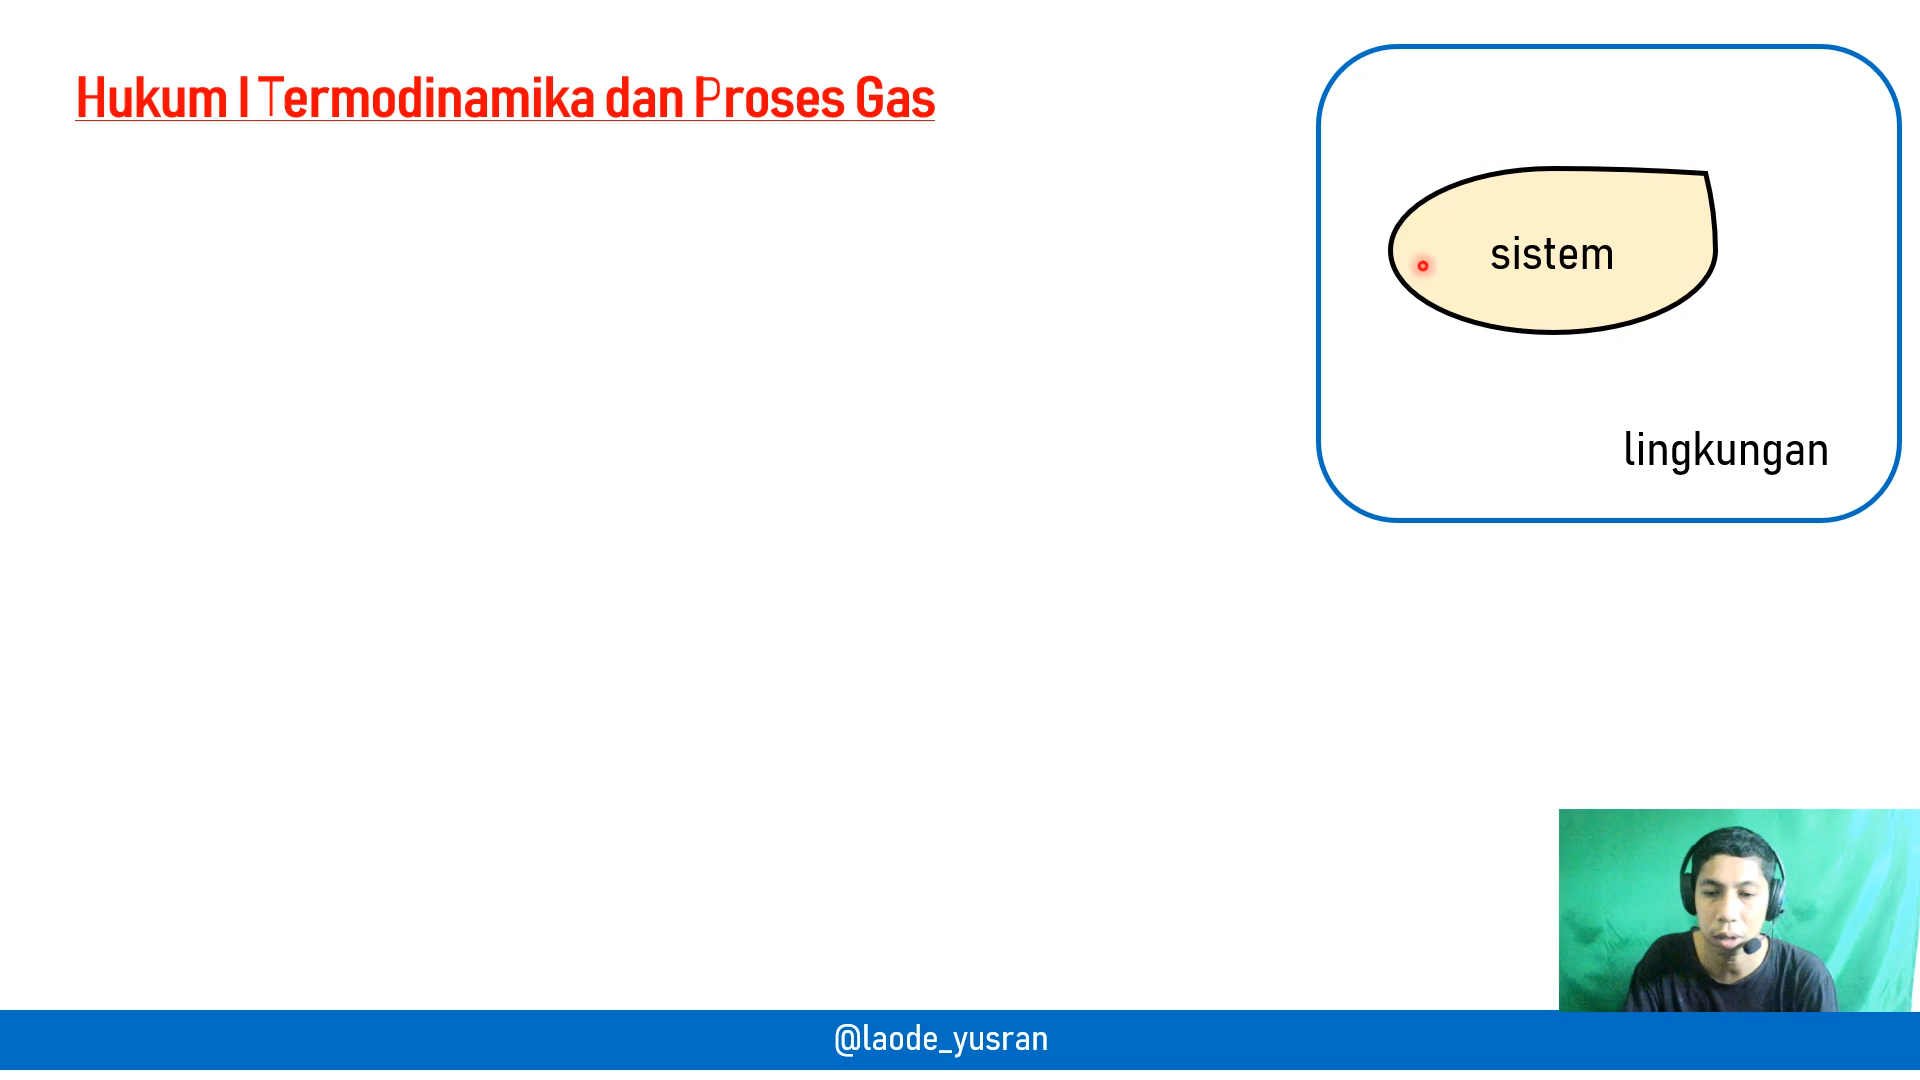 Hukum I Termodinamika dan Proses Gas
sistem
lingkungan
@laode_yusran